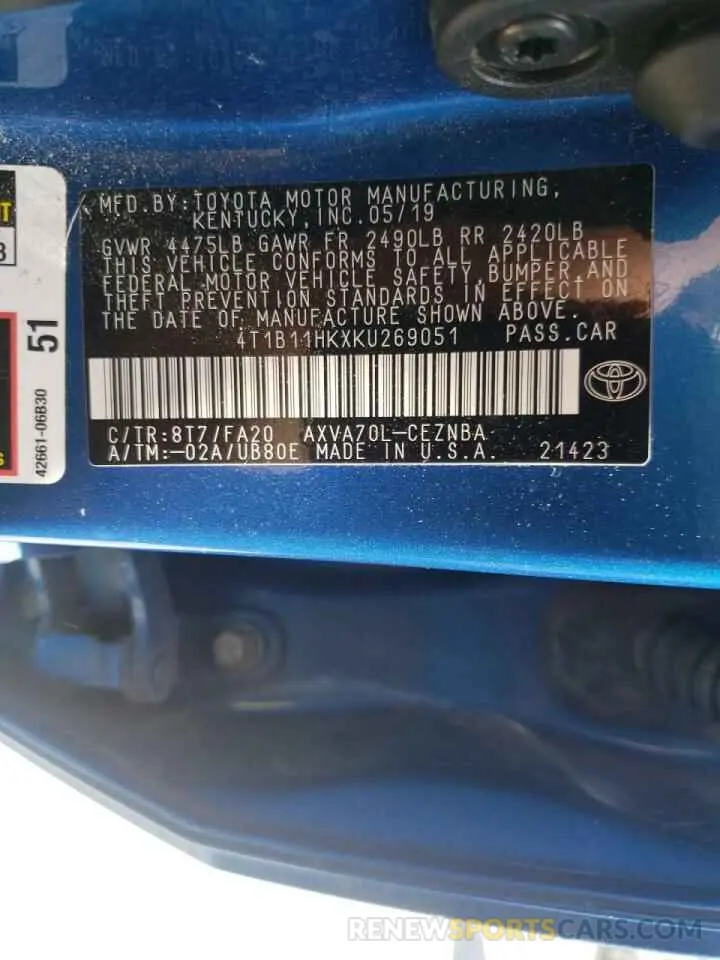 MFD.BY:TOYOTA MOTOR MANUFACTURING,
KENTUCKY,INC.05/19
GVWR 4475LB GAWR FR 2490LB RR 2420LB
THIS VEHICLE CONFORMS TO ALL APPLICABLE
FEDERAL MOTOR VEHICLE SAFETY,BUMPER,AND
THEFT PREVENTION STANDARDS IN EFFECT ON
THE DATE OF MANUFACTURE SHOWN ABOVE.
4T1B11HKXKU269051 PASS.CAR
C/TR:8T7/FA20 AXVA70L-CEZNBA
A/TM:-02A/UB80E MADE IN U.S.A. 21423
51
42661-06B30
RENEWSPORTSCARS.COM